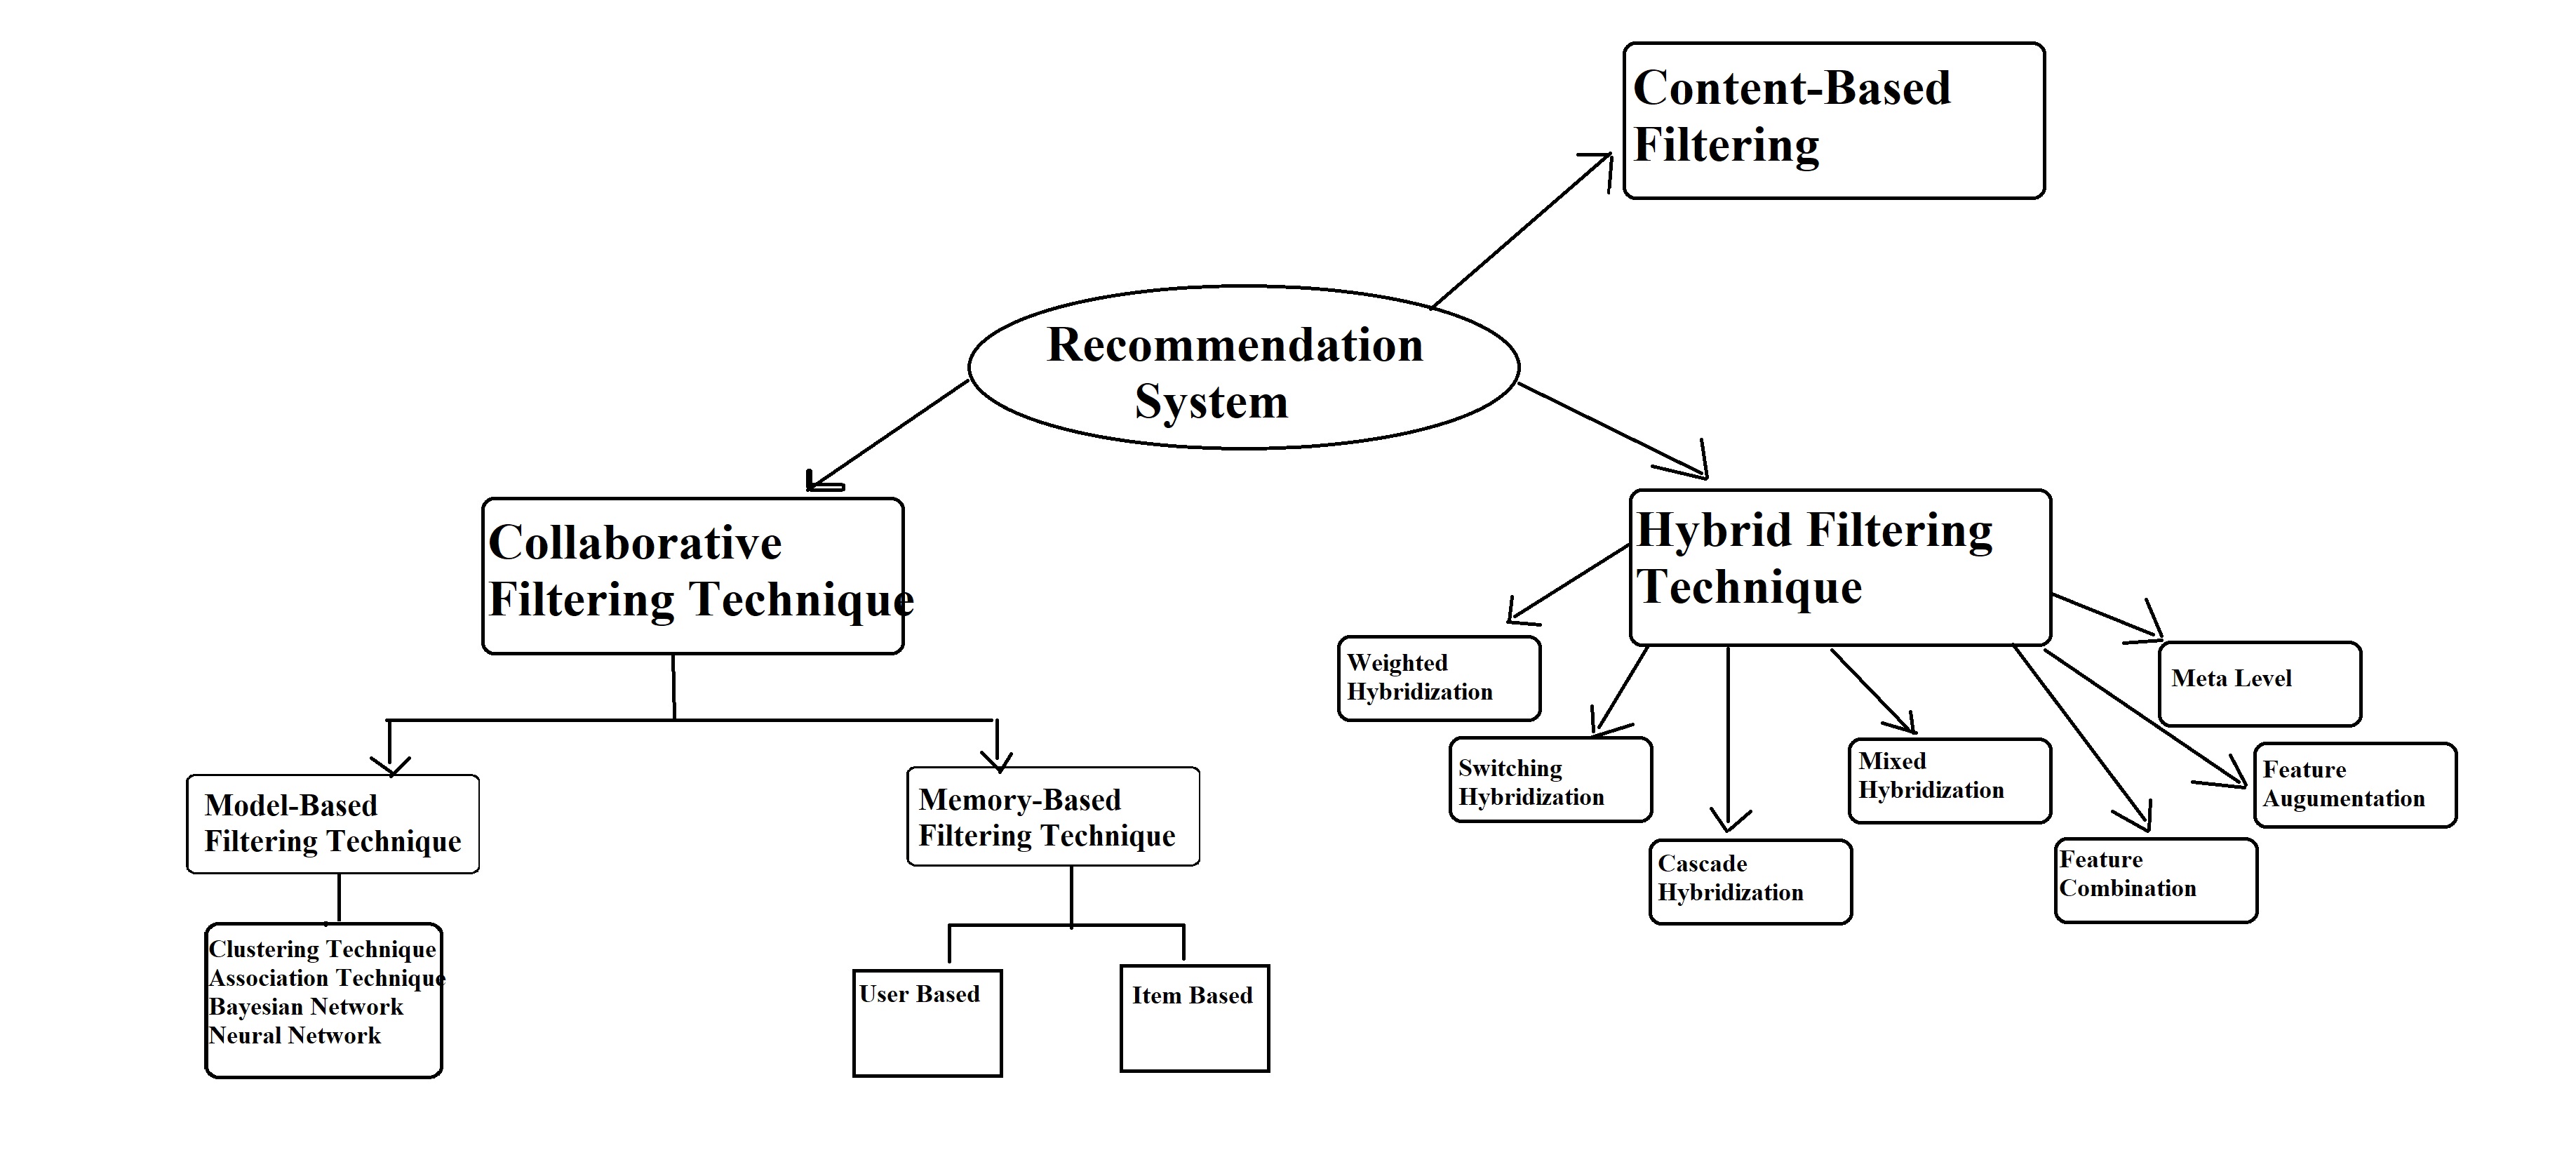 Content-Based
Filtering
Recommendation
System
Collaborative
Filtering Technique
Hybrid Filtering
Technique
Weighted
Hybridization
Meta Level
Switching
Hybridization
Mixed
Hybridization
Feature
Augumentation
Model-Based
Filtering Technique
Memory-Based
Filtering Technique
Cascade
Hybridization
Feature
Combination
Clustering Technique
Association Technique
Bayesian Network
Neural Network
User Based
Item Based